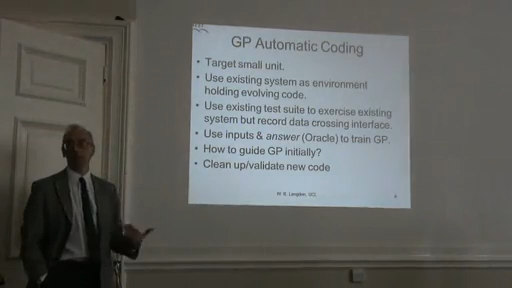 GP Automatic Coding
• Target small unit.
• Use existing system as environment
holding evolving code.
• Use existing test suite to exercise existing
system but record data crossing interface.
• Use inputs & answer (Oracle) to train GP.
• How to guide GP initially?
• Clean up/validate new code
W. B. Langdon, UCL